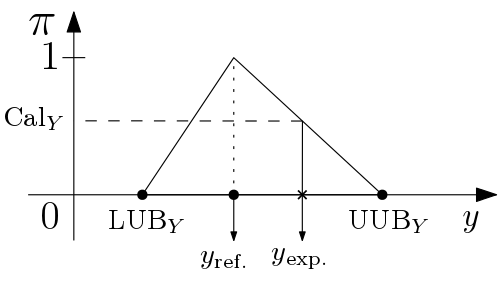 π
1
Cal_Y
0 LUB_Y UUB_Y y
y_ref. y_exp.